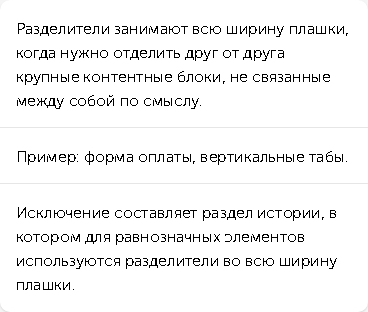 Разделители занимают всю ширину плашки,
когда нужно отделить друг от друга
крупные контентные блоки, не связанные
между собой по смыслу.
Пример: форма оплаты, вертикальные табы.
Исключение составляет раздел истории, в
котором для равнозначных элементов
используются разделители во всю ширину
плашки.